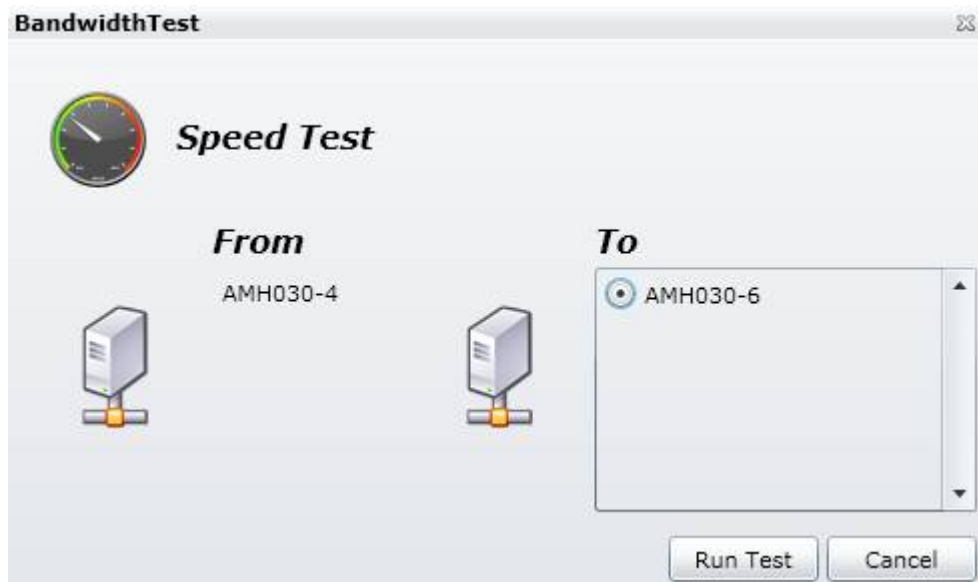 BandwidthTest
Speed Test
From
To
AMH030-4
AMH030-6
Run Test
Cancel